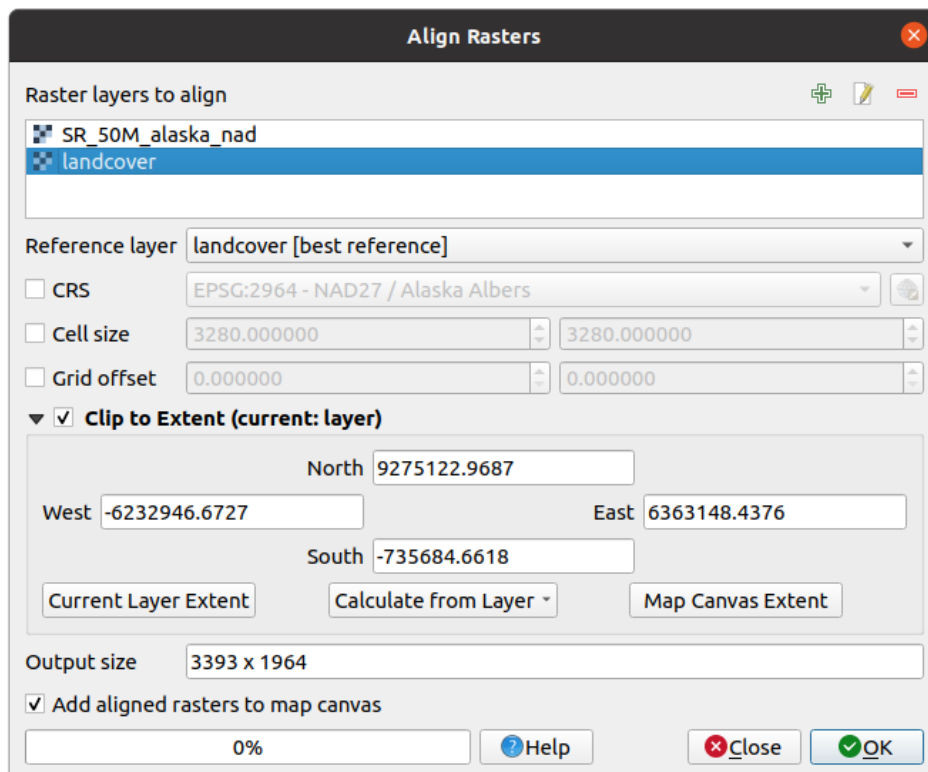 Align Rasters
Raster layers to align
SR_50M_alaska_nad
landcover
Reference layer landcover [best reference]
CRS EPSG:2964 - NAD27 / Alaska Albers
Cell size 3280.000000 3280.000000
Grid offset 0.000000 0.000000
Clip to Extent (current: layer)
North 9275122.9687
West -6232946.6727 East 6363148.4376
South -735684.6618
Current Layer Extent Calculate from Layer Map Canvas Extent
Output size 3393 x 1964
Add aligned rasters to map canvas
0% Help Close OK